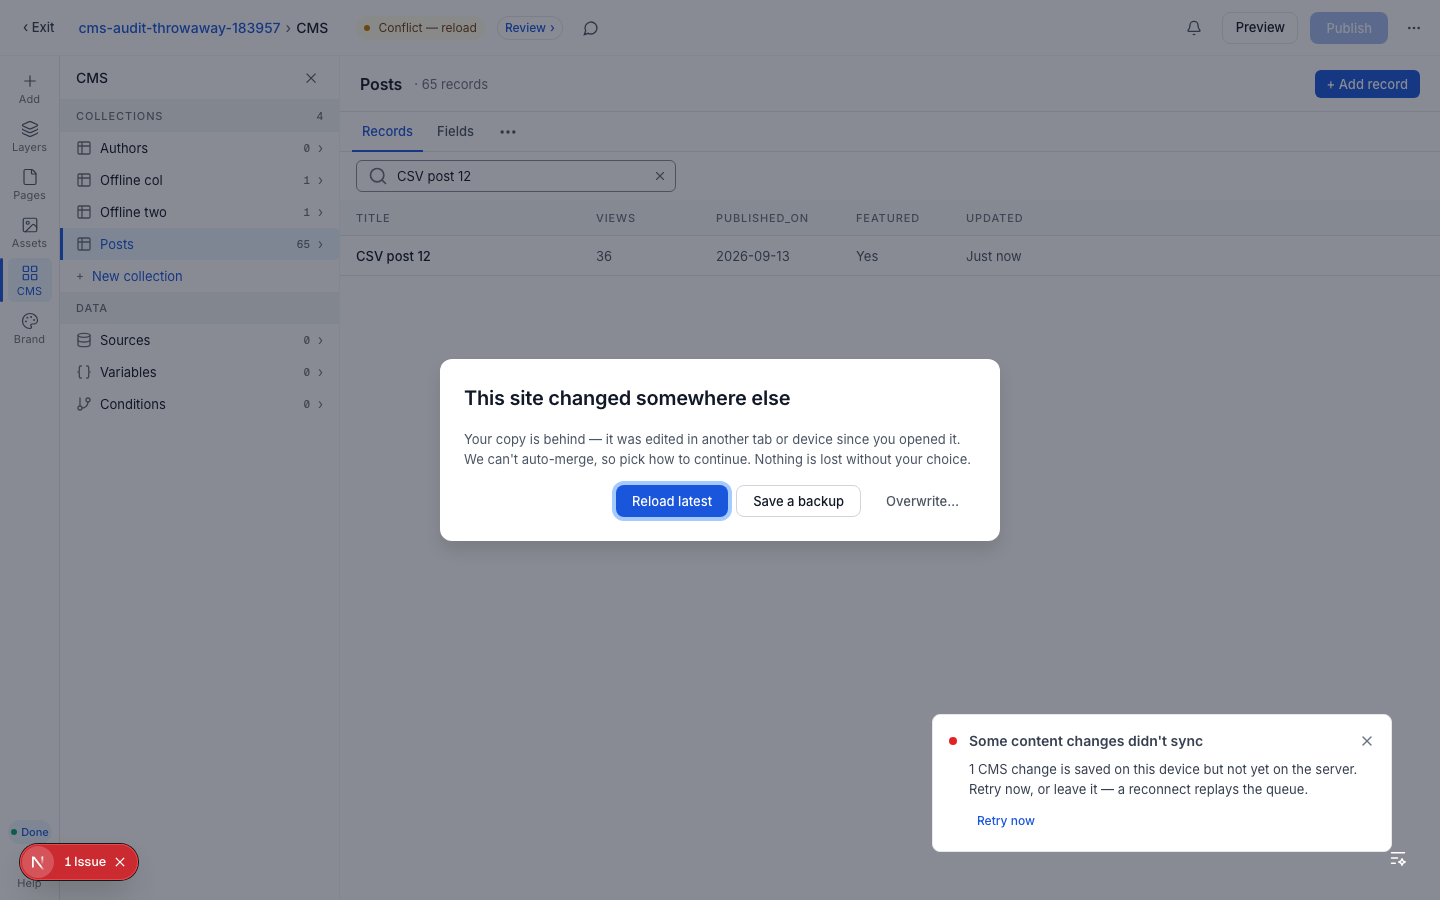 ‹ Exit
cms-audit-throwaway-183957 › CMS
Conflict — reload
Review ›
Preview
Publish
Add
Layers
Pages
Assets
CMS
Brand
Done
1 Issue
Help
CMS
COLLECTIONS 4
Authors 0 ›
Offline col 1 ›
Offline two 1 ›
Posts 65 ›
+ New collection
DATA
Sources 0 ›
Variables 0 ›
Conditions 0 ›
Posts · 65 records
+ Add record
Records Fields
CSV post 12
TITLE VIEWS PUBLISHED_ON FEATURED UPDATED
CSV post 12 36 2026-09-13 Yes Just now
This site changed somewhere else
Your copy is behind — it was edited in another tab or device since you opened it.
We can't auto-merge, so pick how to continue. Nothing is lost without your choice.
Reload latest
Save a backup
Overwrite...
Some content changes didn't sync
1 CMS change is saved on this device but not yet on the server.
Retry now, or leave it — a reconnect replays the queue.
Retry now